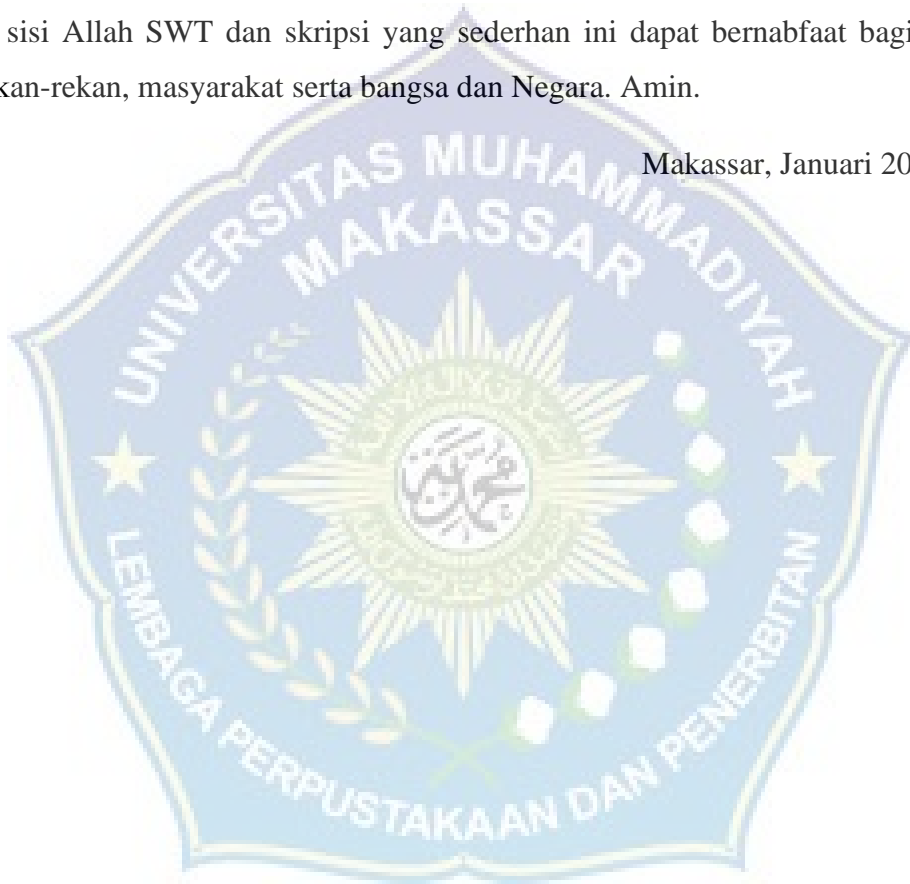 sisi Allah SWT dan skripsi yang sederhan ini dapat bernabfaat bagi
kan-rekan, masyarakat serta bangsa dan Negara. Amin.
Makassar, Januari 20
UNIVERSITAS MUHAMMADIYAH
MAKASSAR
محمدية
LEMBAGA PERPUSTAKAAN DAN PENERBITAN